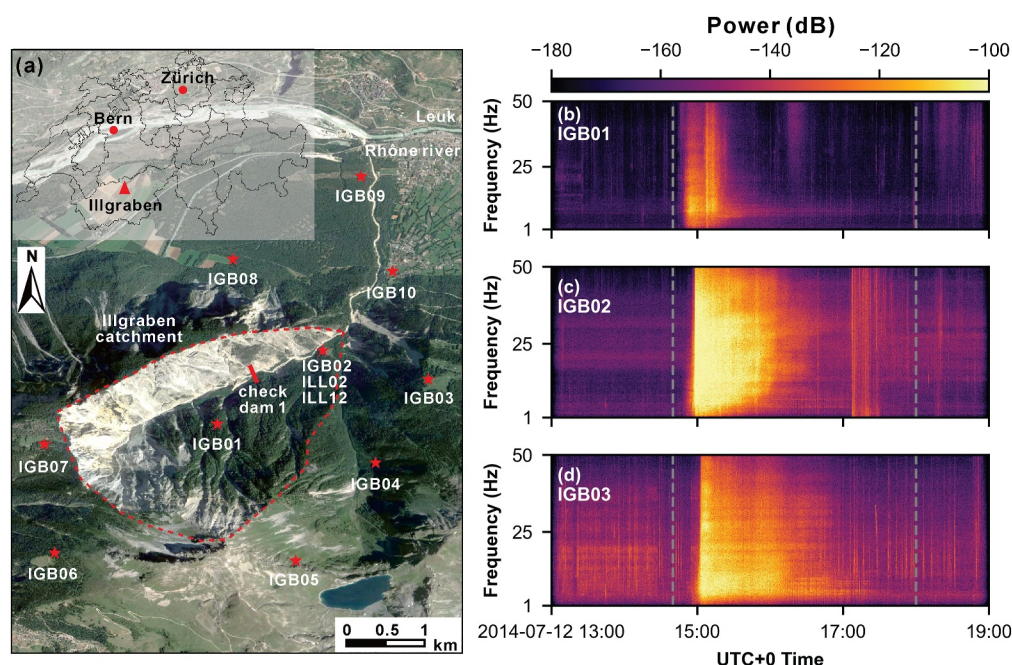 (a)
Zürich
Bern
Illgraben
Leuk
Rhône river
IGB09
N
IGB08
IGB10
Illgraben
catchment
IGB02
ILL02
ILL12
check
dam 1
IGB03
IGB01
IGB07
IGB04
IGB06
IGB05
0 0.5 1
km
Power (dB)
−180 −160 −140 −120 −100
50
25
1
Frequency (Hz)
(b)
IGB01
50
25
1
Frequency (Hz)
(c)
IGB02
50
25
1
Frequency (Hz)
(d)
IGB03
2014-07-12 13:00 15:00 17:00 19:00
UTC+0 Time